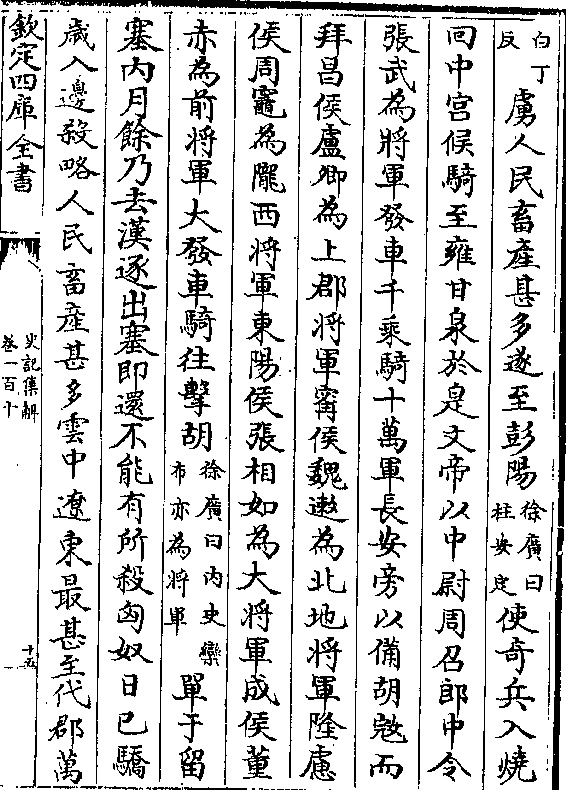 白丁
反
虜人民畜産甚多遂至彭陽
徐廣曰
在安定
使奇兵入燒
回中宫候騎至雍甘泉於是文帝以中尉周召郎中令
張武為將軍發車千乘騎十萬軍長安旁以備胡寇而
拜昌侯盧卿為上郡將軍甯侯魏遫為北地將軍隆慮
侯周竈為隴西將軍東陽侯張相如為大將軍成侯董
赤為前將軍大發車騎往擊胡
徐廣曰内史欒
布亦為將軍
單于留
塞内月餘乃去漢逐出塞即還不能有所殺匈奴日已驕
歲入邊殺略人民畜産甚多雲中遼東最甚至代郡萬
欽定四庫全書
史記集解
卷一百十
十五